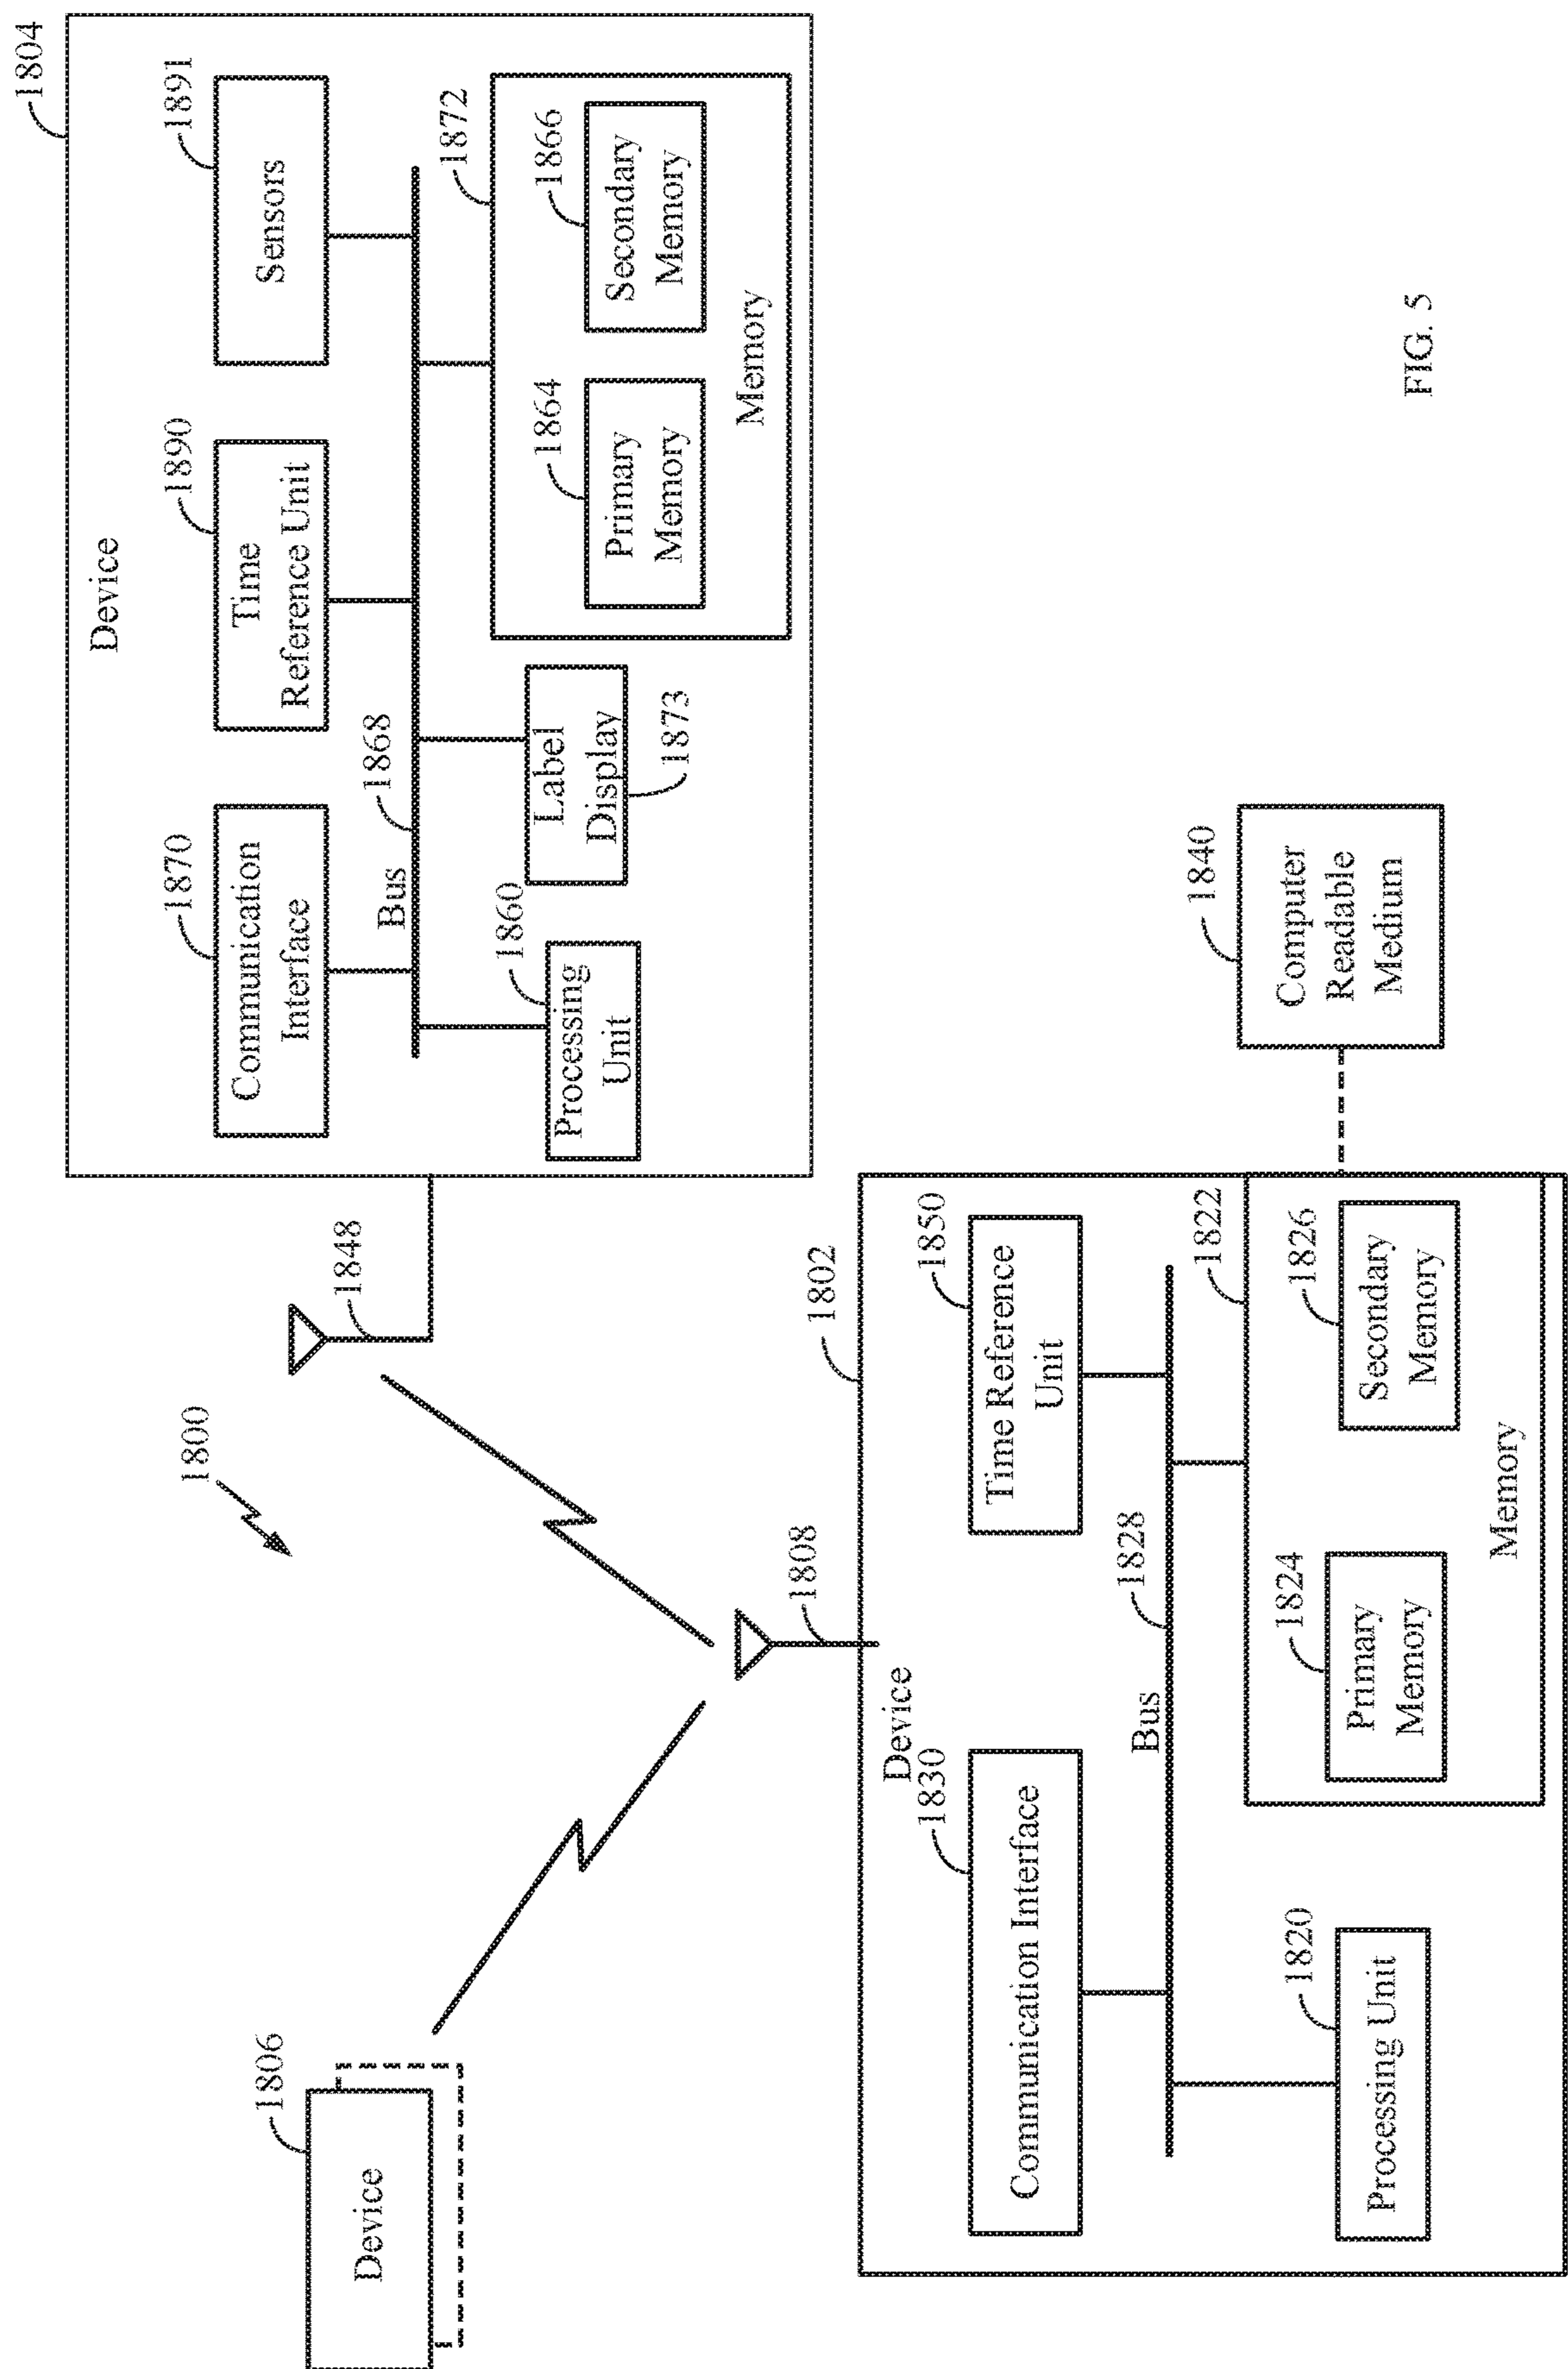 1800
1806
Device
1848
1804
Device
1870
Communication
Interface
1890
Time
Reference Unit
1891
Sensors
Bus
1868
1860
Processing
Unit
Label
Display
1873
1872
1864
Primary
Memory
1866
Secondary
Memory
Memory
1808
1802
Device
1830
Communication Interface
1850
Time Reference
Unit
Bus
1828
1820
Processing Unit
1822
1824
Primary
Memory
1826
Secondary
Memory
Memory
1840
Computer
Readable
Medium
FIG. 5